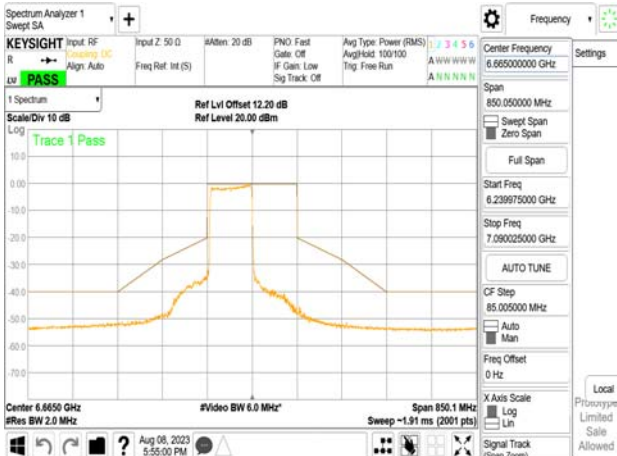 Spectrum Analyzer 1
Swept SA
+
Frequency
KEYSIGHT
R
LV PASS
Input: RF
Coupling: DC
Align: Auto
Input Z: 50 Ω
Freq Ref: Int (S)
#Atten: 20 dB
PNO: Fast
Gate: Off
IF Gain: Low
Sig Track: Off
Avg Type: Power (RMS)
Avg|Hold: 100/100
Trig: Free Run
1 2 3 4 5 6
A W W W W W
A N N N N N
1 Spectrum
Scale/Div 10 dB
Ref Lvl Offset 12.20 dB
Ref Level 20.00 dBm
Log
Trace 1 Pass
10.0
0.00
-10.0
-20.0
-30.0
-40.0
-50.0
-60.0
-70.0
Center 6.6650 GHz
#Res BW 2.0 MHz
#Video BW 6.0 MHz*
Span 850.1 MHz
Sweep ~1.91 ms (2001 pts)
Aug 08, 2023
5:55:00 PM
?
Center Frequency
6.665000000 GHz
Span
850.050000 MHz
Swept Span
Zero Span
Full Span
Start Freq
6.239975000 GHz
Stop Freq
7.090025000 GHz
AUTO TUNE
CF Step
85.005000 MHz
Auto
Man
Freq Offset
0 Hz
X Axis Scale
Log
Lin
Signal Track
(Span Zoom)
Settings
Local
Prototype
Limited
Sale
Allowed